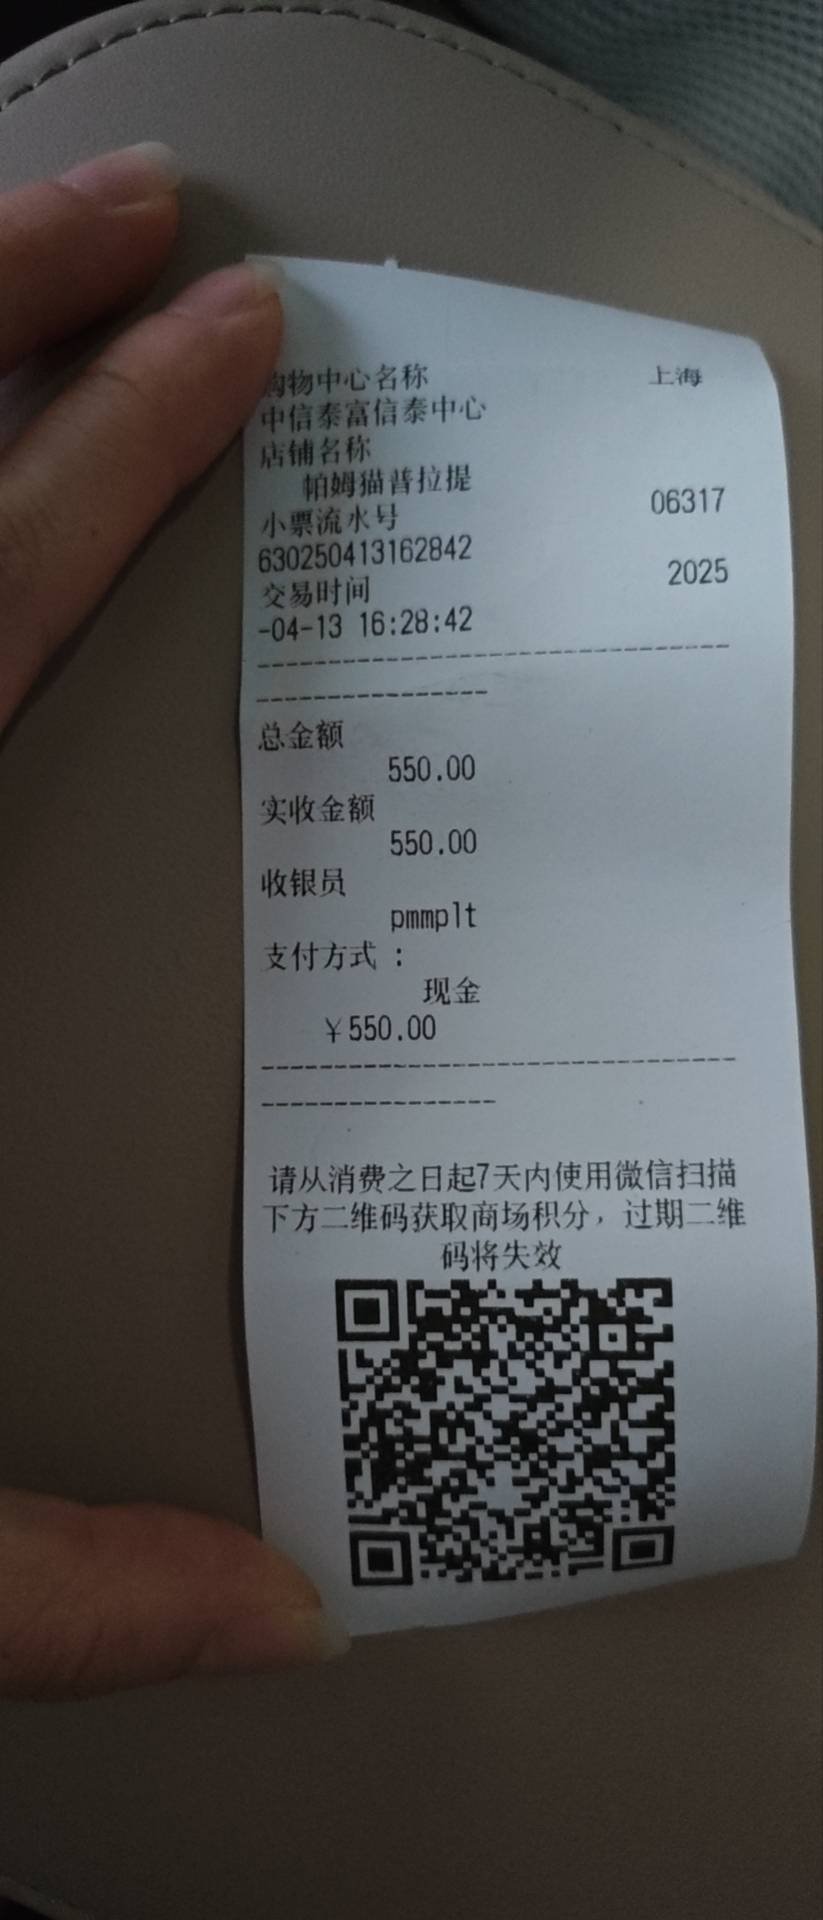 购物中心名称 上海
中信泰富信泰中心
店铺名称
帕姆猫普拉提
小票流水号 06317
630250413162842
交易时间 2025
-04-13 16:28:42
--------------------------------
----------------
总金额
550.00
实收金额
550.00
收银员
pmmplt
支付方式：
现金
￥550.00
--------------------------------
----------------
请从消费之日起7天内使用微信扫描
下方二维码获取商场积分，过期二维
码将失效